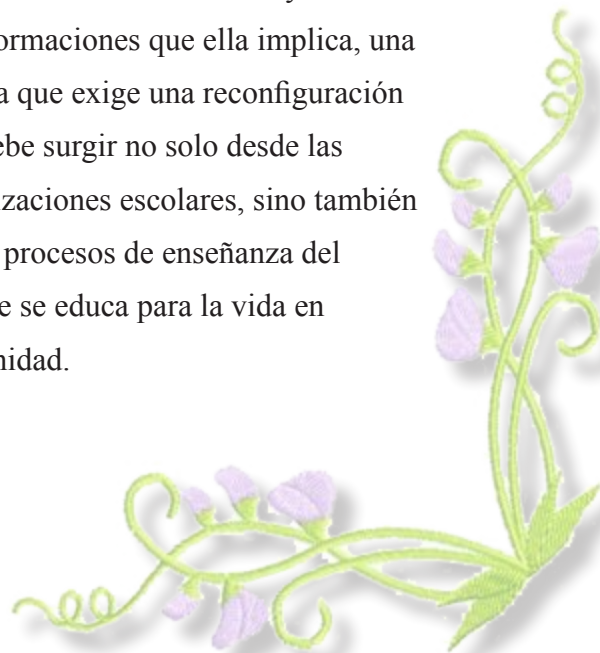 ormaciones que ella implica, una
a que exige una reconfiguración
ebe surgir no solo desde las
zaciones escolares, sino también
procesos de enseñanza del
e se educa para la vida en
nidad.